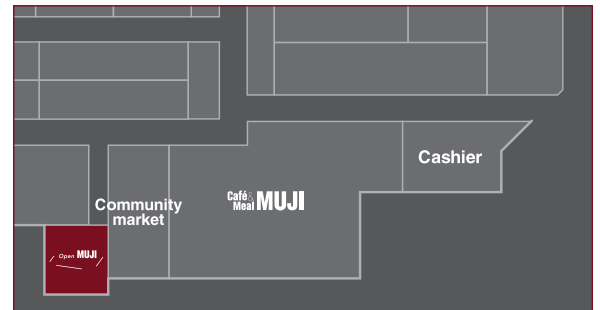 Cashier
Café&
Meal MUJI
Community
market
Open MUJI